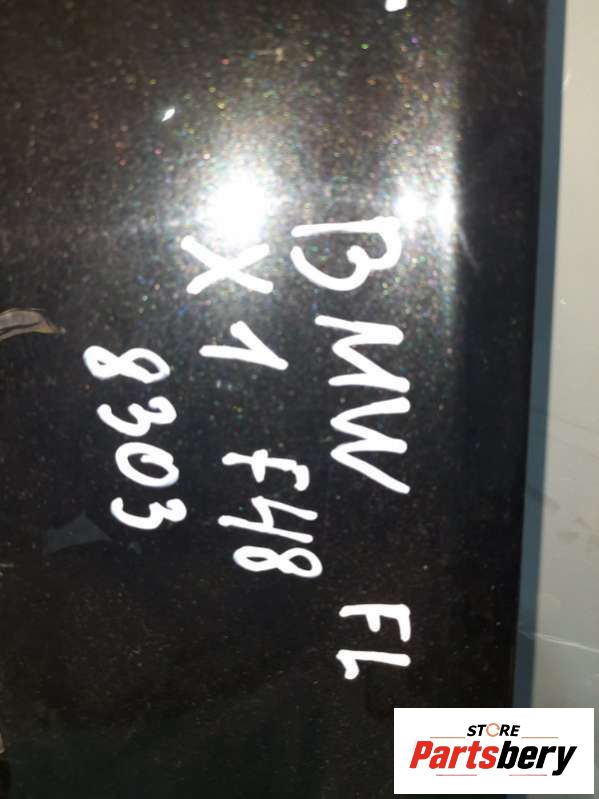 BMW FL
X1 F48
8303
STORE
Partsbery